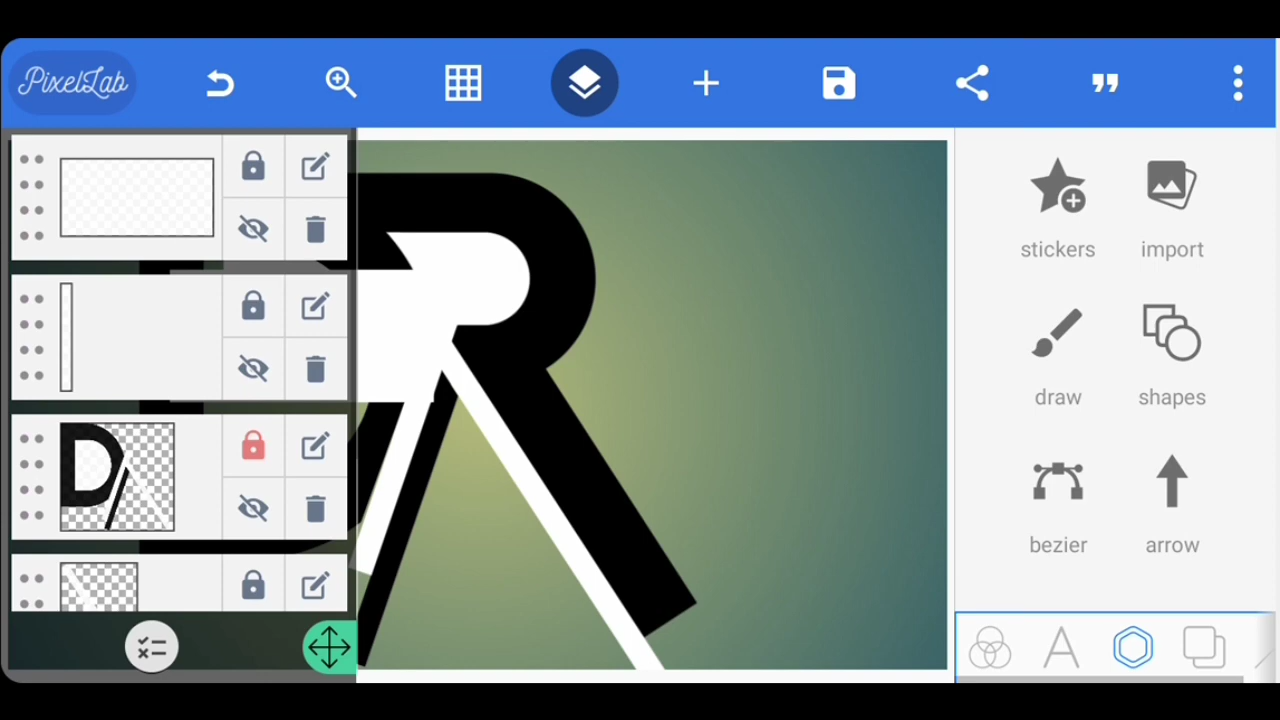 PixelLab
stickers
import
draw
shapes
bezier
arrow
D
R
A